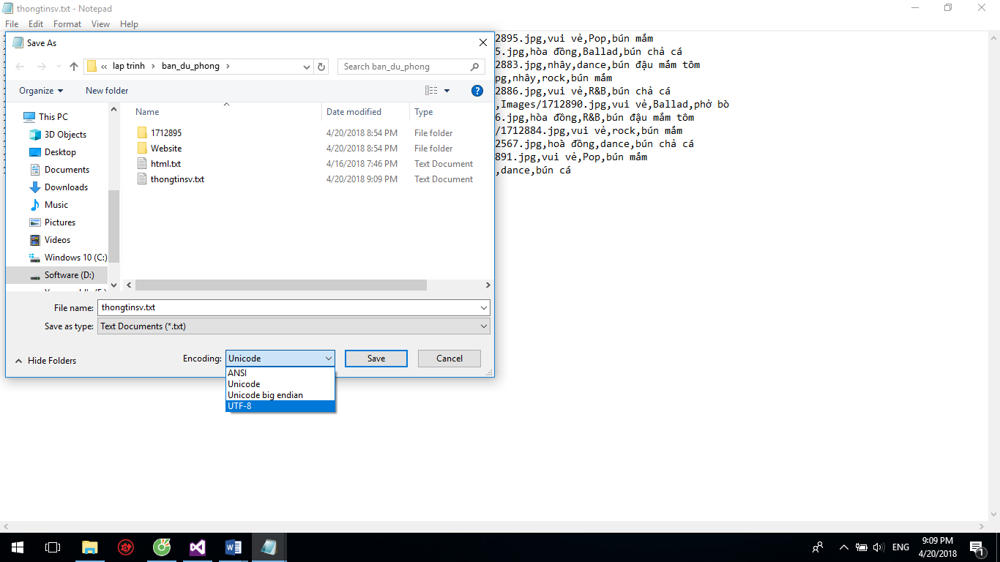 thongtinsv.txt - Notepad
File Edit Format View Help
2895.jpg,vui vẻ,Pop,bún mắm
5.jpg,hòa đồng,Ballad,bún chả cá
2883.jpg,nhây,dance,bún đậu mắm tôm
pg,nhây,rock,bún mắm
2886.jpg,vui vẻ,R&B,bún chả cá
,Images/1712890.jpg,vui vẻ,Ballad,phở bò
6.jpg,hòa đồng,R&B,bún đậu mắm tôm
/1712884.jpg,vui vẻ,rock,bún mắm
2567.jpg,hoà đồng,dance,bún chả cá
891.jpg,vui vẻ,Pop,bún mắm
,dance,bún cá
Save As
« lap trinh › ban_du_phong ›
Search ban_du_phong
Organize New folder
This PC
3D Objects
Desktop
Documents
Downloads
Music
Pictures
Videos
Windows 10 (C:)
Software (D:)
Name Date modified Type
1712895 4/20/2018 8:54 PM File folder
Website 4/20/2018 8:54 PM File folder
html.txt 4/16/2018 7:46 PM Text Document
thongtinsv.txt 4/20/2018 9:09 PM Text Document
File name: thongtinsv.txt
Save as type: Text Documents (*.txt)
Hide Folders
Encoding: Unicode
Save Cancel
ANSI
Unicode
Unicode big endian
UTF-8
ENG
9:09 PM
4/20/2018
1